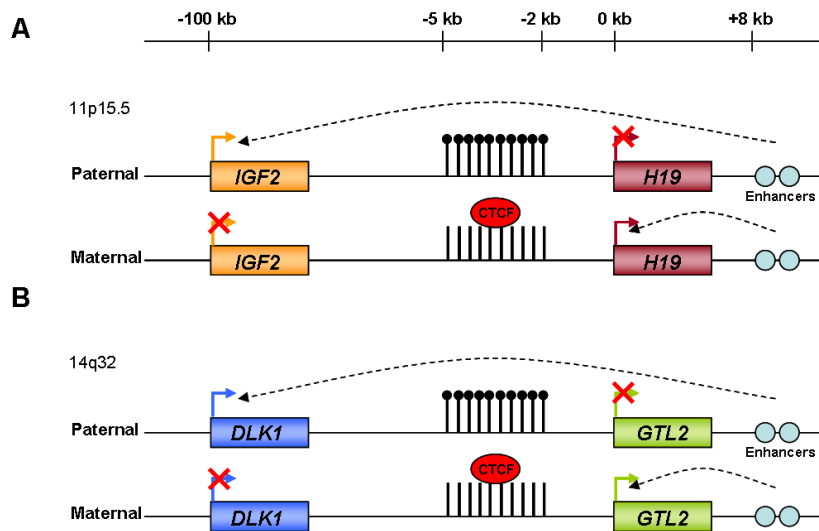 -100 kb -5 kb -2 kb 0 kb +8 kb
A
11p15.5
Paternal IGF2 H19
Enhancers
CTCF
Maternal IGF2 H19
B
14q32
Paternal DLK1 GTL2
Enhancers
CTCF
Maternal DLK1 GTL2